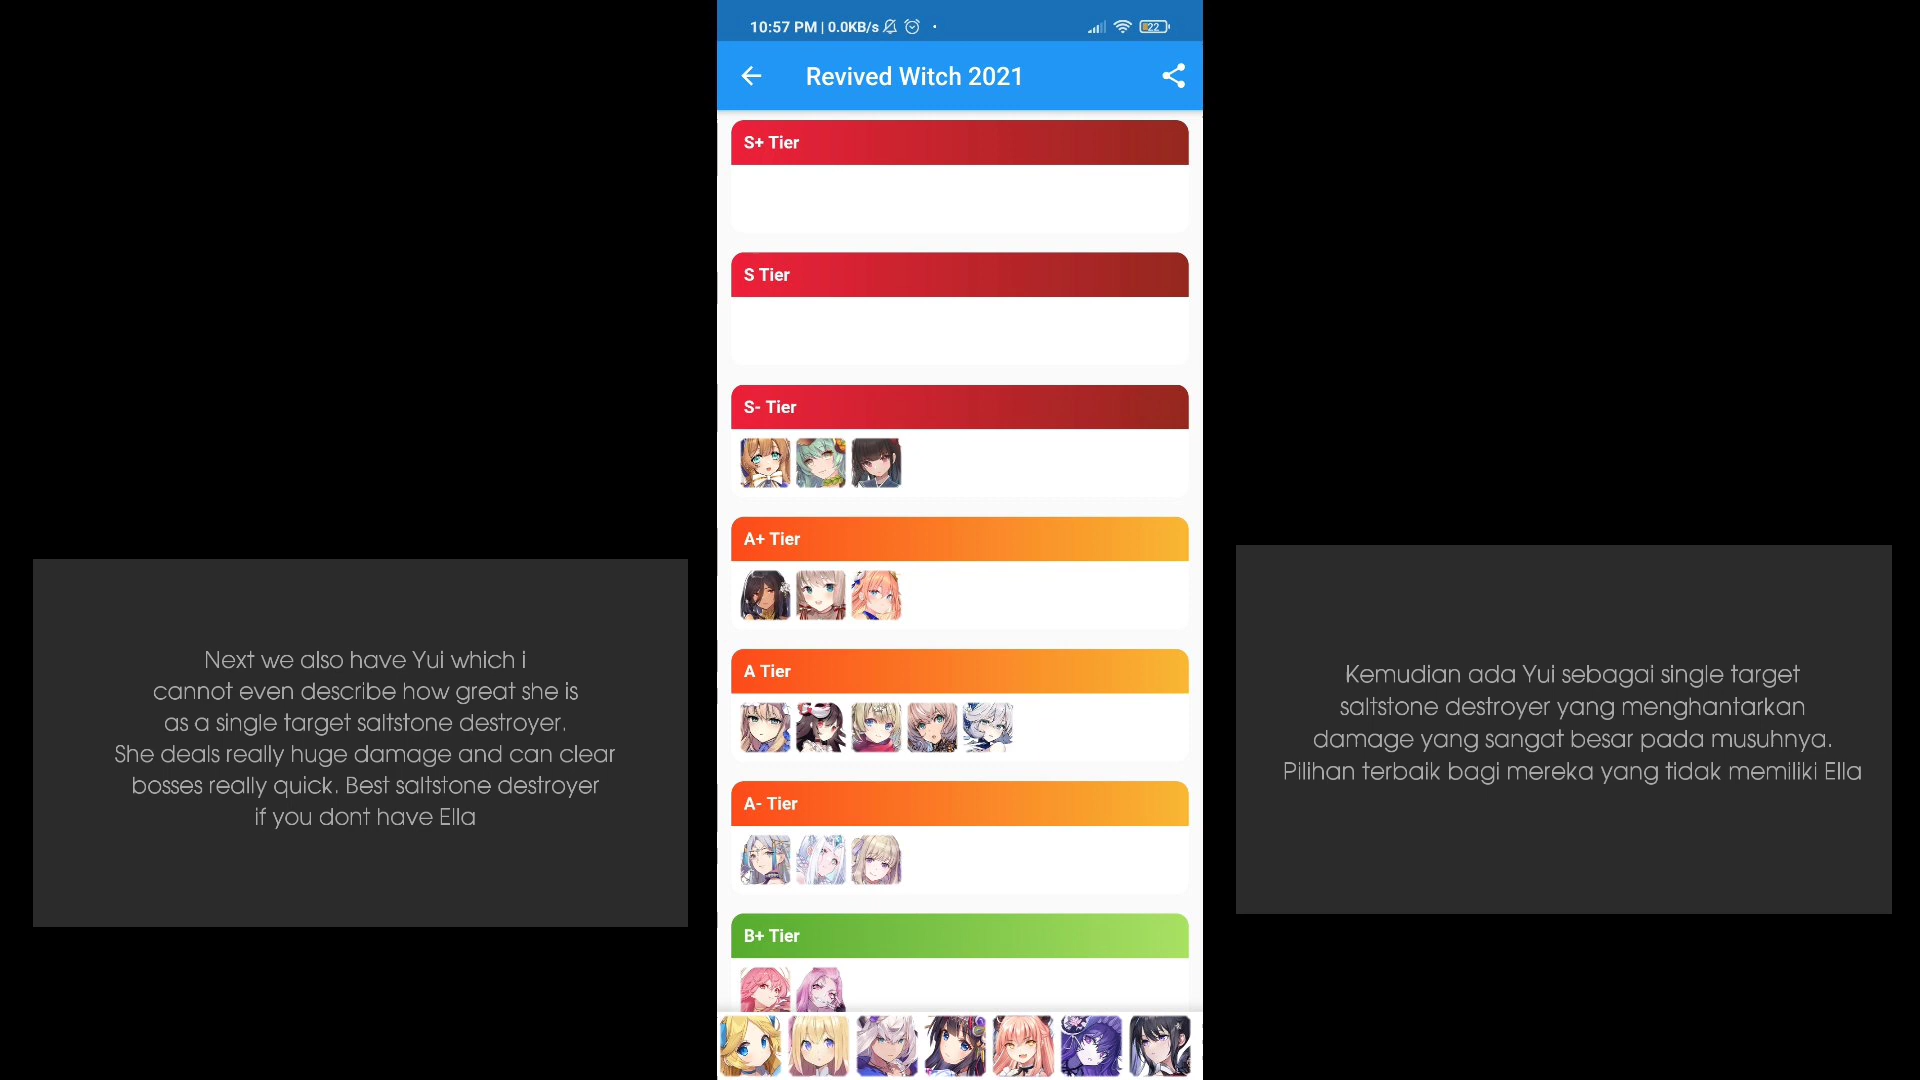 10:57 PM | 0.0KB/s
22
Revived Witch 2021
S+ Tier
S Tier
S- Tier
A+ Tier
A Tier
A- Tier
B+ Tier
Next we also have Yui which i
cannot even describe how great she is
as a single target saltstone destroyer.
She deals really huge damage and can clear
bosses really quick. Best saltstone destroyer
if you dont have Ella
Kemudian ada Yui sebagai single target
saltstone destroyer yang menghantarkan
damage yang sangat besar pada musuhnya.
Pilihan terbaik bagi mereka yang tidak memiliki Ella